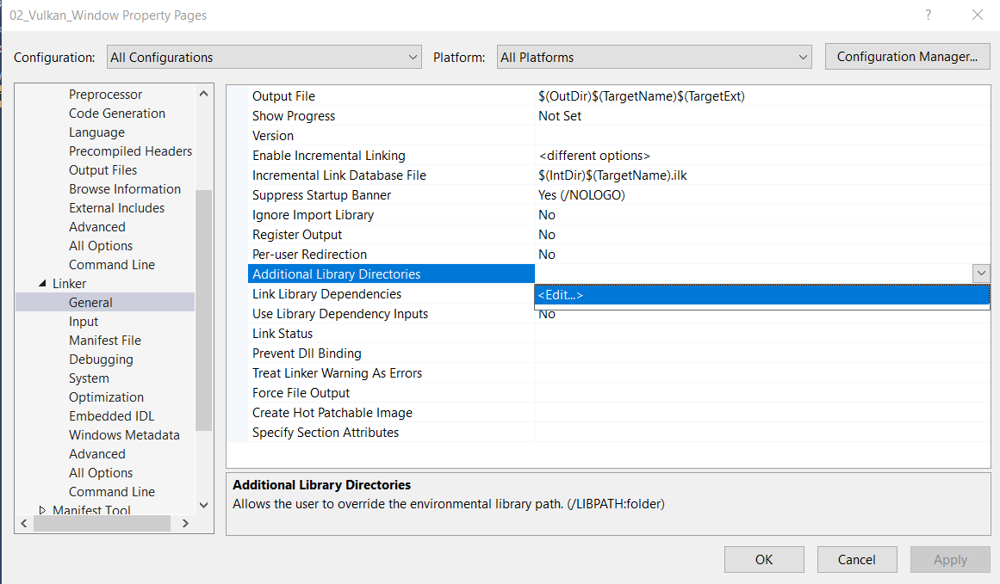 02_Vulkan_Window Property Pages
?
Configuration: All Configurations Platform: All Platforms Configuration Manager...
Preprocessor
Code Generation
Language
Precompiled Headers
Output Files
Browse Information
External Includes
Advanced
All Options
Command Line
Linker
General
Input
Manifest File
Debugging
System
Optimization
Embedded IDL
Windows Metadata
Advanced
All Options
Command Line
Manifest Tool
Output File $(OutDir)$(TargetName)$(TargetExt)
Show Progress Not Set
Version
Enable Incremental Linking <different options>
Incremental Link Database File $(IntDir)$(TargetName).ilk
Suppress Startup Banner Yes (/NOLOGO)
Ignore Import Library No
Register Output No
Per-user Redirection No
Additional Library Directories
Link Library Dependencies <Edit...>
Use Library Dependency Inputs No
Link Status
Prevent Dll Binding
Treat Linker Warning As Errors
Force File Output
Create Hot Patchable Image
Specify Section Attributes
Additional Library Directories
Allows the user to override the environmental library path. (/LIBPATH:folder)
OK Cancel Apply